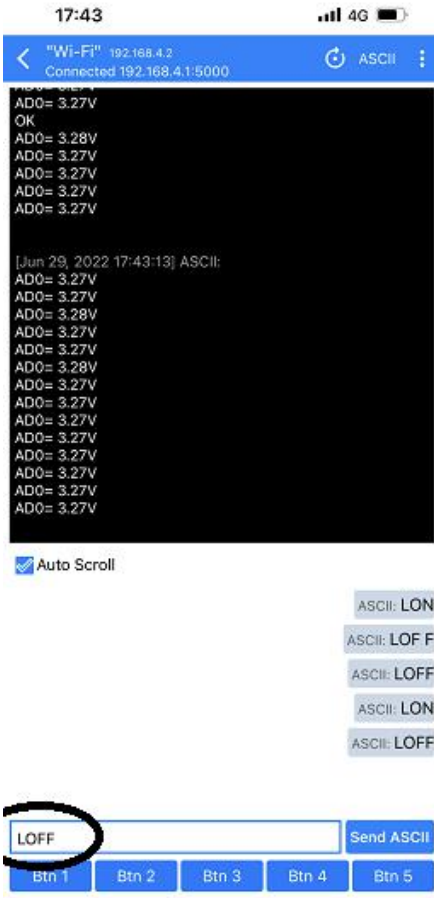 17:43 4G
"Wi-Fi" 192.168.4.2
Connected 192.168.4.1:5000
ASCII
AD0= 3.27V
OK
AD0= 3.28V
AD0= 3.27V
AD0= 3.27V
AD0= 3.27V
AD0= 3.27V
[Jun 29, 2022 17:43:13] ASCII:
AD0= 3.27V
AD0= 3.27V
AD0= 3.28V
AD0= 3.27V
AD0= 3.27V
AD0= 3.28V
AD0= 3.27V
AD0= 3.27V
AD0= 3.27V
AD0= 3.27V
AD0= 3.27V
AD0= 3.27V
AD0= 3.27V
AD0= 3.27V
Auto Scroll
ASCII: LON
ASCII: LOF F
ASCII: LOFF
ASCII: LON
ASCII: LOFF
LOFF Send ASCII
Btn 1 Btn 2 Btn 3 Btn 4 Btn 5